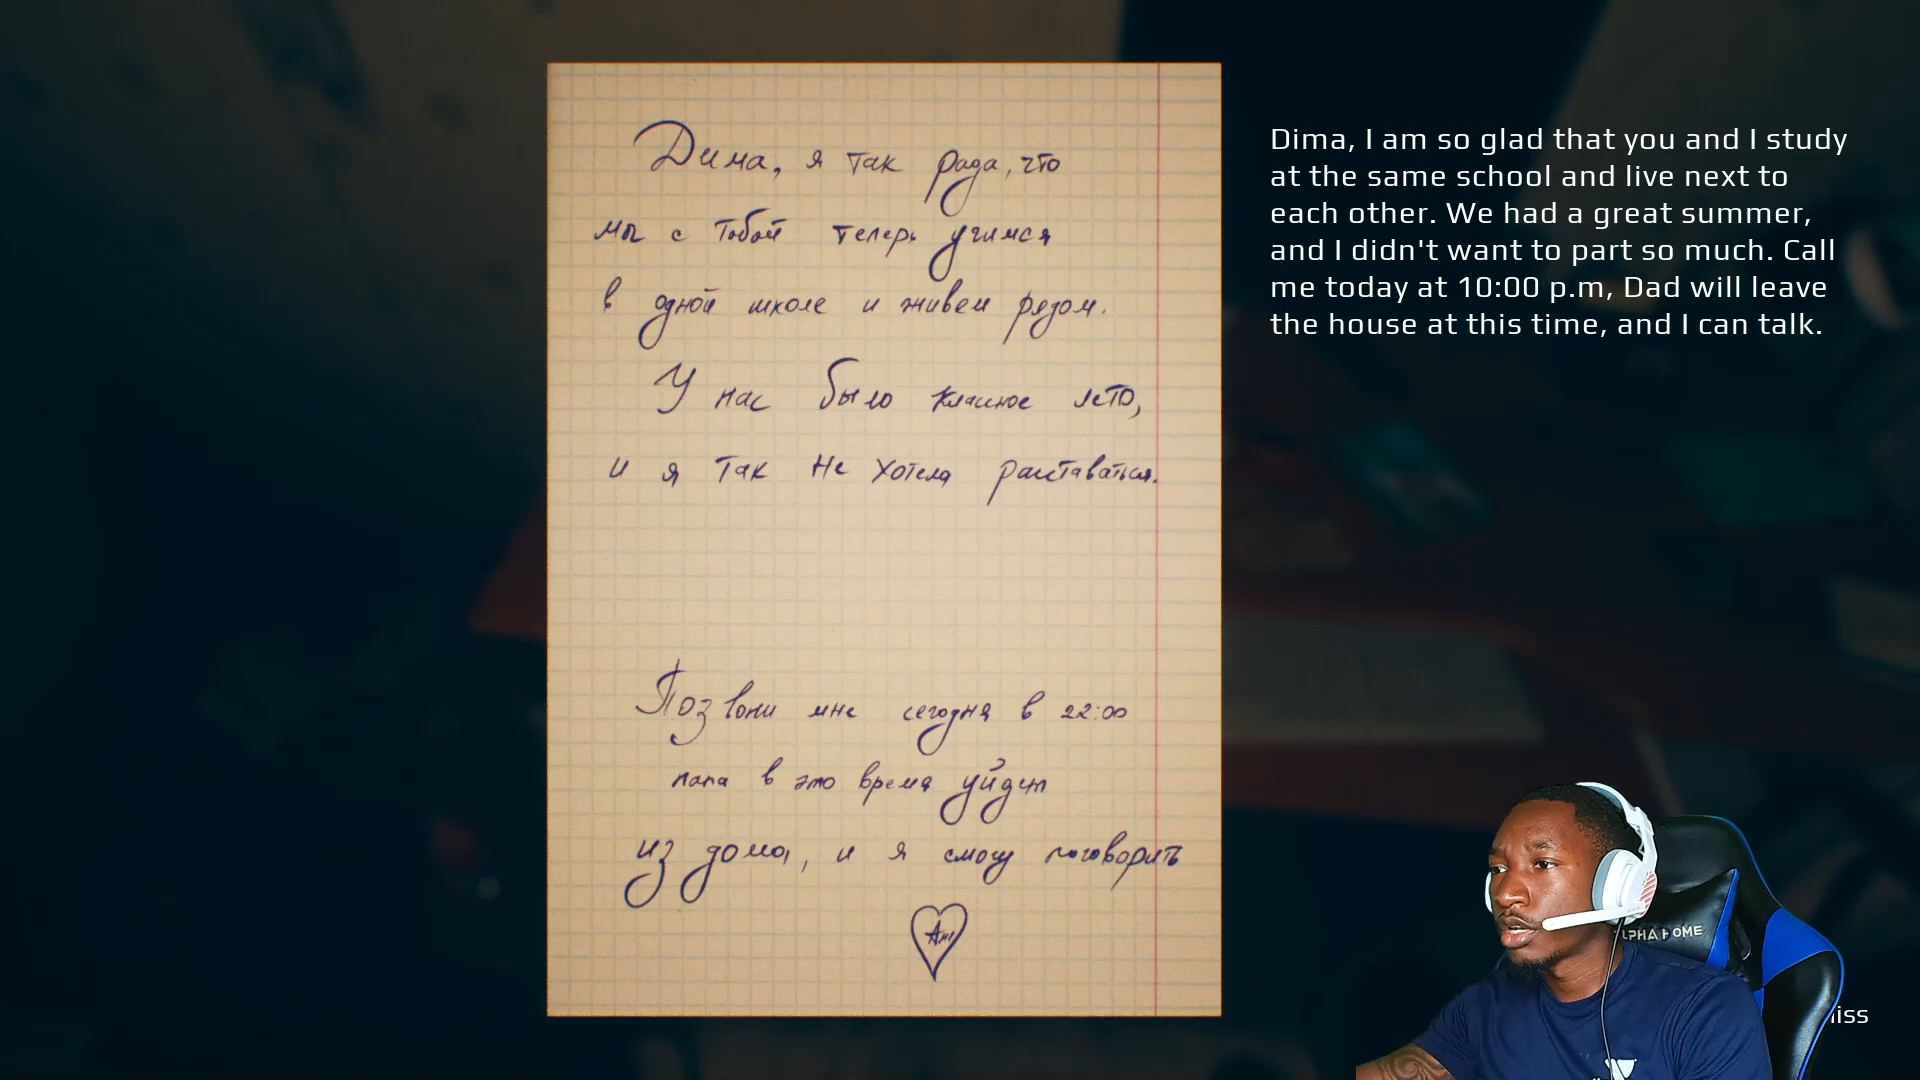 Дима, я так рада, что
мы с тобой теперь учимся
в одной школе и живем рядом.
У нас было классное лето,
и я так не хотела расставаться.
Позвони мне сегодня в 22:00
папа в это время уйдет
из дома, и я смогу поговорить
Аня
Dima, I am so glad that you and I study
at the same school and live next to
each other. We had a great summer,
and I didn't want to part so much. Call
me today at 10:00 p.m, Dad will leave
the house at this time, and I can talk.
ALPHA HOME
iss